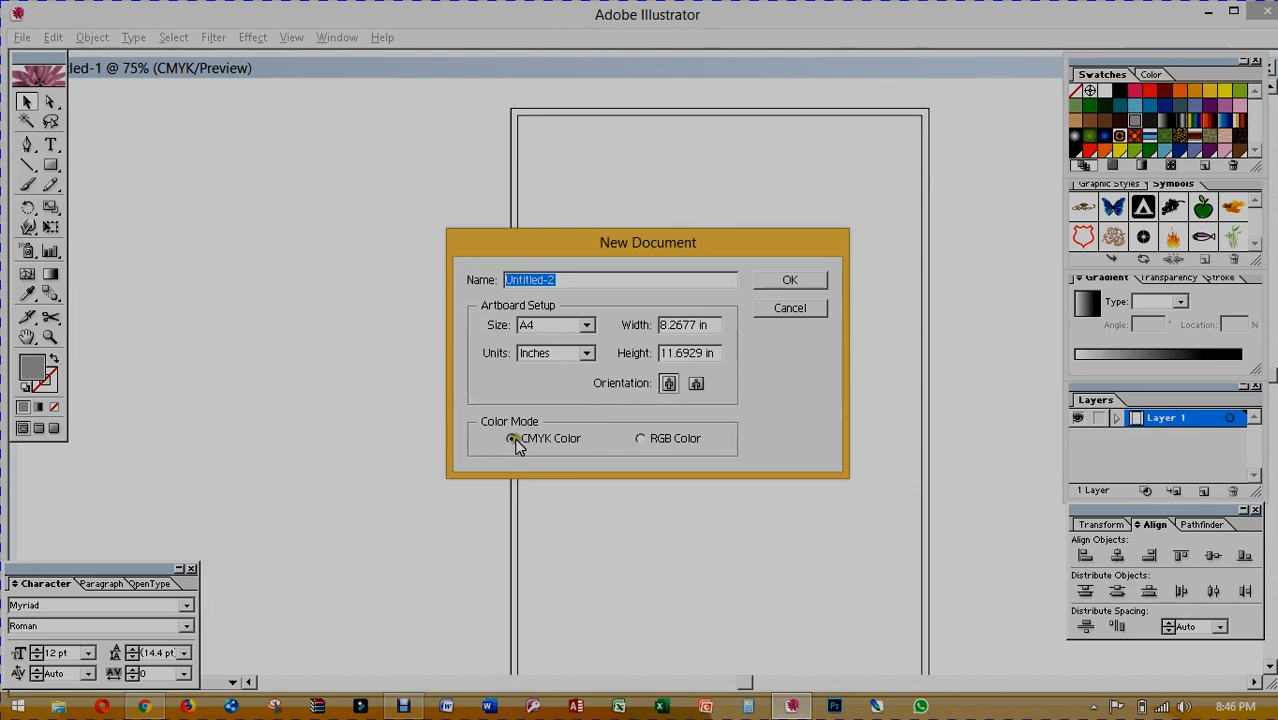 Adobe Illustrator
File Edit Object Type Select Filter Effect View Window Help
led-1 @ 75% (CMYK/Preview)
Swatches Color
Graphic Styles Symbols
New Document
Name: Untitled-2 OK
Artboard Setup Cancel
Size: A4 Width: 8.2677 in
Units: Inches Height: 11.6929 in
Orientation:
Color Mode
CMYK Color RGB Color
Gradient Transparency Stroke
Type:
Angle: ° Location: %
Layers
Layer 1
1 Layer
Transform Align Pathfinder
Align Objects:
Distribute Objects:
Distribute Spacing:
Auto
Character Paragraph OpenType
Myriad
Roman
12 pt (14.4 pt)
Auto 0
8:46 PM